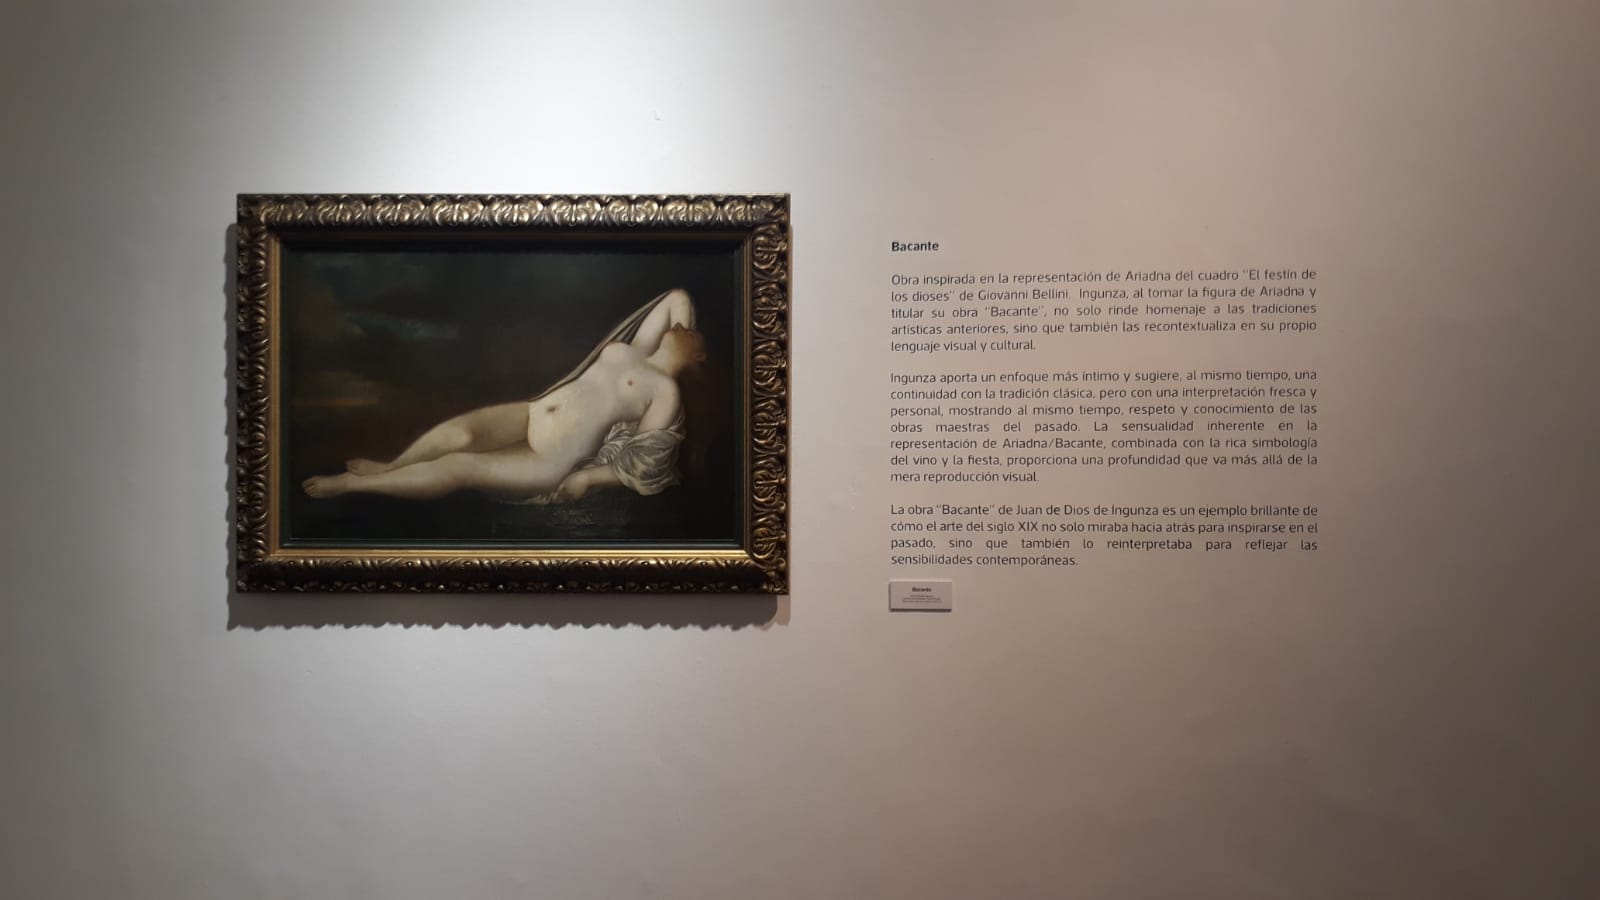 Bacante
Obra inspirada en la representación de Ariadna del cuadro "El festín de
los dioses" de Giovanni Bellini. Ingunza, al tomar la figura de Ariadna y
titular su obra "Bacante", no solo rinde homenaje a las tradiciones
artísticas anteriores, sino que también las recontextualiza en su propio
lenguaje visual y cultural.
Ingunza aporta un enfoque más íntimo y sugiere, al mismo tiempo, una
continuidad con la tradición clásica, pero con una interpretación fresca y
personal, mostrando al mismo tiempo, respeto y conocimiento de las
obras maestras del pasado. La sensualidad inherente en la
representación de Ariadna/Bacante, combinada con la rica simbología
del vino y la fiesta, proporciona una profundidad que va más allá de la
mera reproducción visual.
La obra "Bacante" de Juan de Dios de Ingunza es un ejemplo brillante de
cómo el arte del siglo XIX no solo miraba hacia atrás para inspirarse en el
pasado, sino que también lo reinterpretaba para reflejar las
sensibilidades contemporáneas.
Bacante